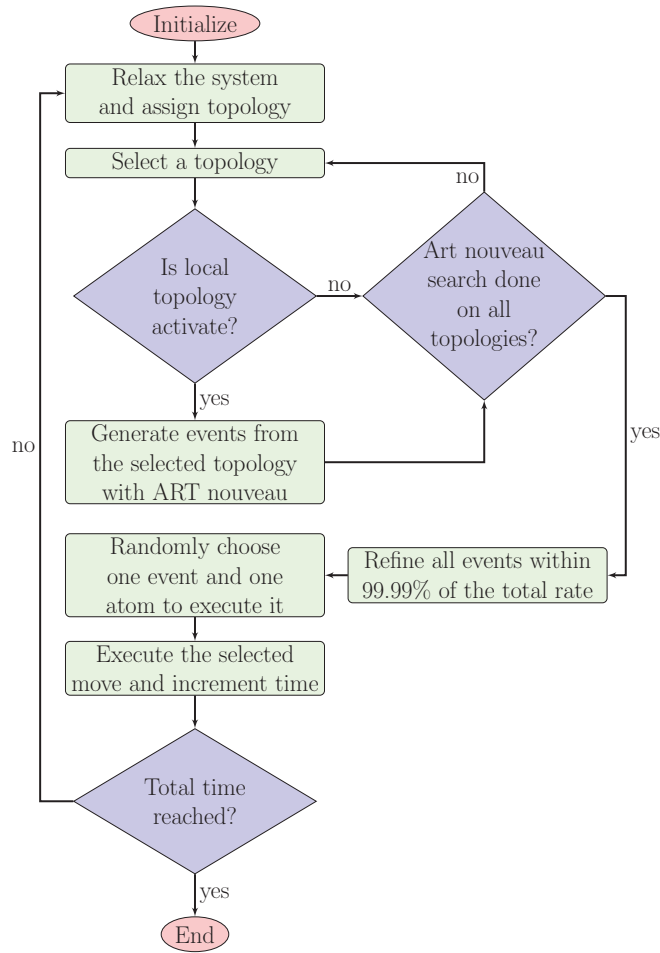 Initialize
Relax the system
and assign topology
Select a topology
no
Is local
topology
activate?
no
Art nouveau
search done
on all
topologies?
yes
Generate events from
the selected topology
with ART nouveau
no
yes
Randomly choose
one event and one
atom to execute it
Refine all events within
99.99% of the total rate
Execute the selected
move and increment time
Total time
reached?
yes
End